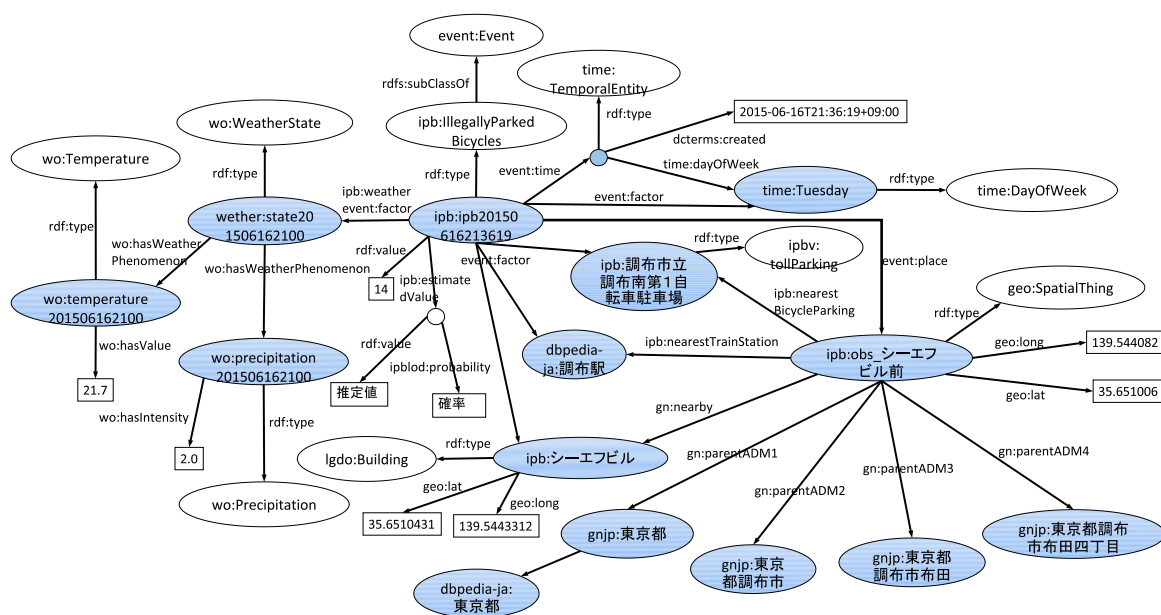 event:Event
time:
TemporalEntity
rdfs:subClassOf
rdf:type
2015-06-16T21:36:19+09:00
wo:WeatherState
ipb:IllegallyParked
Bicycles
dcterms:created
wo:Temperature
time:dayOfWeek
event:time
rdf:type
rdf:type
ipb:weather
event:factor
event:factor
time:Tuesday
rdf:type
time:DayOfWeek
wether:state20
1506162100
ipb:ipb20150
616213619
rdf:type
wo:hasWeather
Phenomenon
rdf:value
event:factor
rdf:type
ipbv:
tollParking
event:place
wo:hasWeatherPhenomenon
ipb:estimate
dValue
ipb:調布市立
調布南第1自
転車駐車場
14
wo:temperature
201506162100
ipb:nearest
BicycleParking
geo:SpatialThing
rdf:type
wo:hasValue
rdf:value
dbpedia-
ja:調布駅
ipb:nearestTrainStation
ipb:obs_シーエフ
ビル前
geo:long
139.544082
wo:precipitation
201506162100
ipblod:probability
21.7
推定値
確率
geo:lat
35.651006
wo:hasIntensity
rdf:type
gn:nearby
rdf:type
2.0
lgdo:Building
ipb:シーエフビル
gn:parentADM1
gn:parentADM4
gn:parentADM3
geo:lat
geo:long
gn:parentADM2
wo:Precipitation
35.6510431
139.5443312
gnjp:東京都
gnjp:東京
都調布市
gnjp:東京都
調布市布田
gnjp:東京都調布
市布田四丁目
dbpedia-ja:
東京都